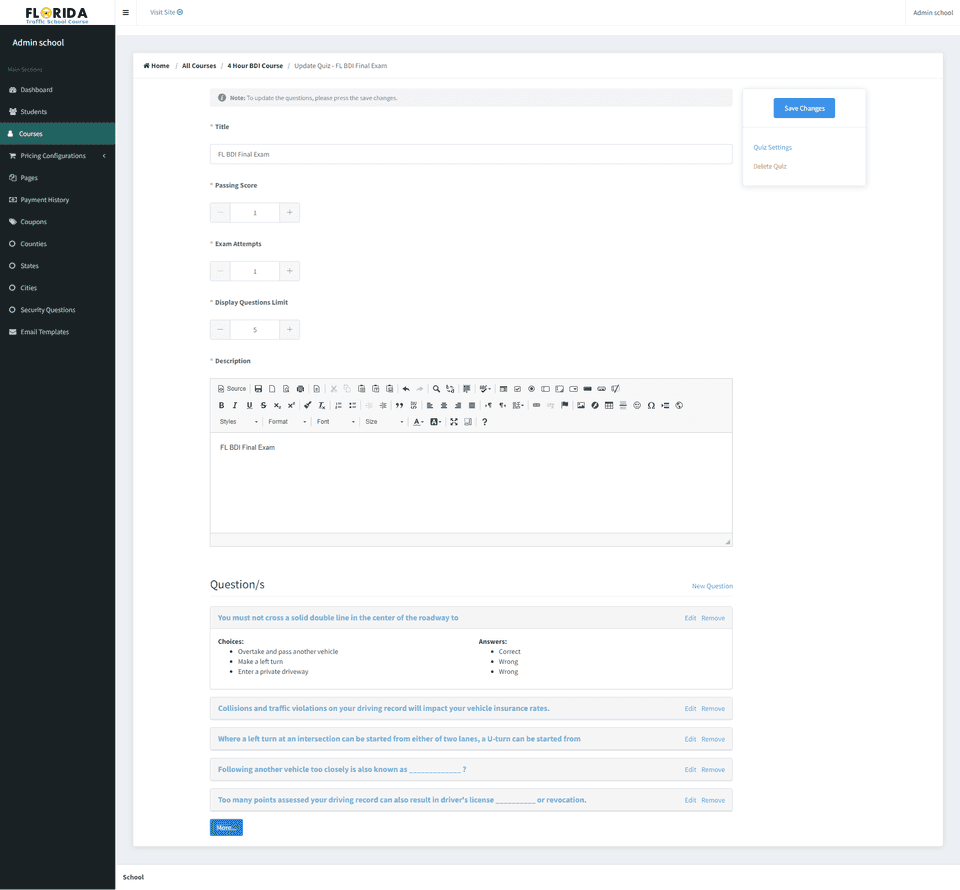 FLORIDA
Traffic School Course
Visit Site
Admin school
Admin school
Main Sections
Dashboard
Students
Courses
Pricing Configurations
Pages
Payment History
Coupons
Counties
States
Cities
Security Questions
Email Templates
Home / All Courses / 4 Hour BDI Course / Update Quiz - FL BDI Final Exam
Note: To update the questions, please press the save changes.
Save Changes
Quiz Settings
Delete Quiz
* Title
FL BDI Final Exam
* Passing Score
− 1 +
* Exam Attempts
− 1 +
* Display Questions Limit
− 5 +
* Description
Source
Styles Format Font Size
FL BDI Final Exam
Question/s
New Question
You must not cross a solid double line in the center of the roadway to Edit Remove
Choices: Answers:
• Overtake and pass another vehicle • Correct
• Make a left turn • Wrong
• Enter a private driveway • Wrong
Collisions and traffic violations on your driving record will impact your vehicle insurance rates. Edit Remove
Where a left turn at an intersection can be started from either of two lanes, a U-turn can be started from Edit Remove
Following another vehicle too closely is also known as _____________ ? Edit Remove
Too many points assessed your driving record can also result in driver's license __________ or revocation. Edit Remove
More...
School